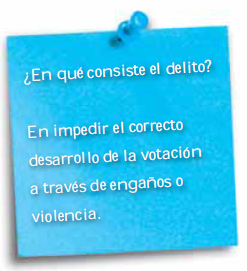 ¿En qué consiste el delito?
En impedir el correcto
desarrollo de la votación
a través de engaños o
violencia.